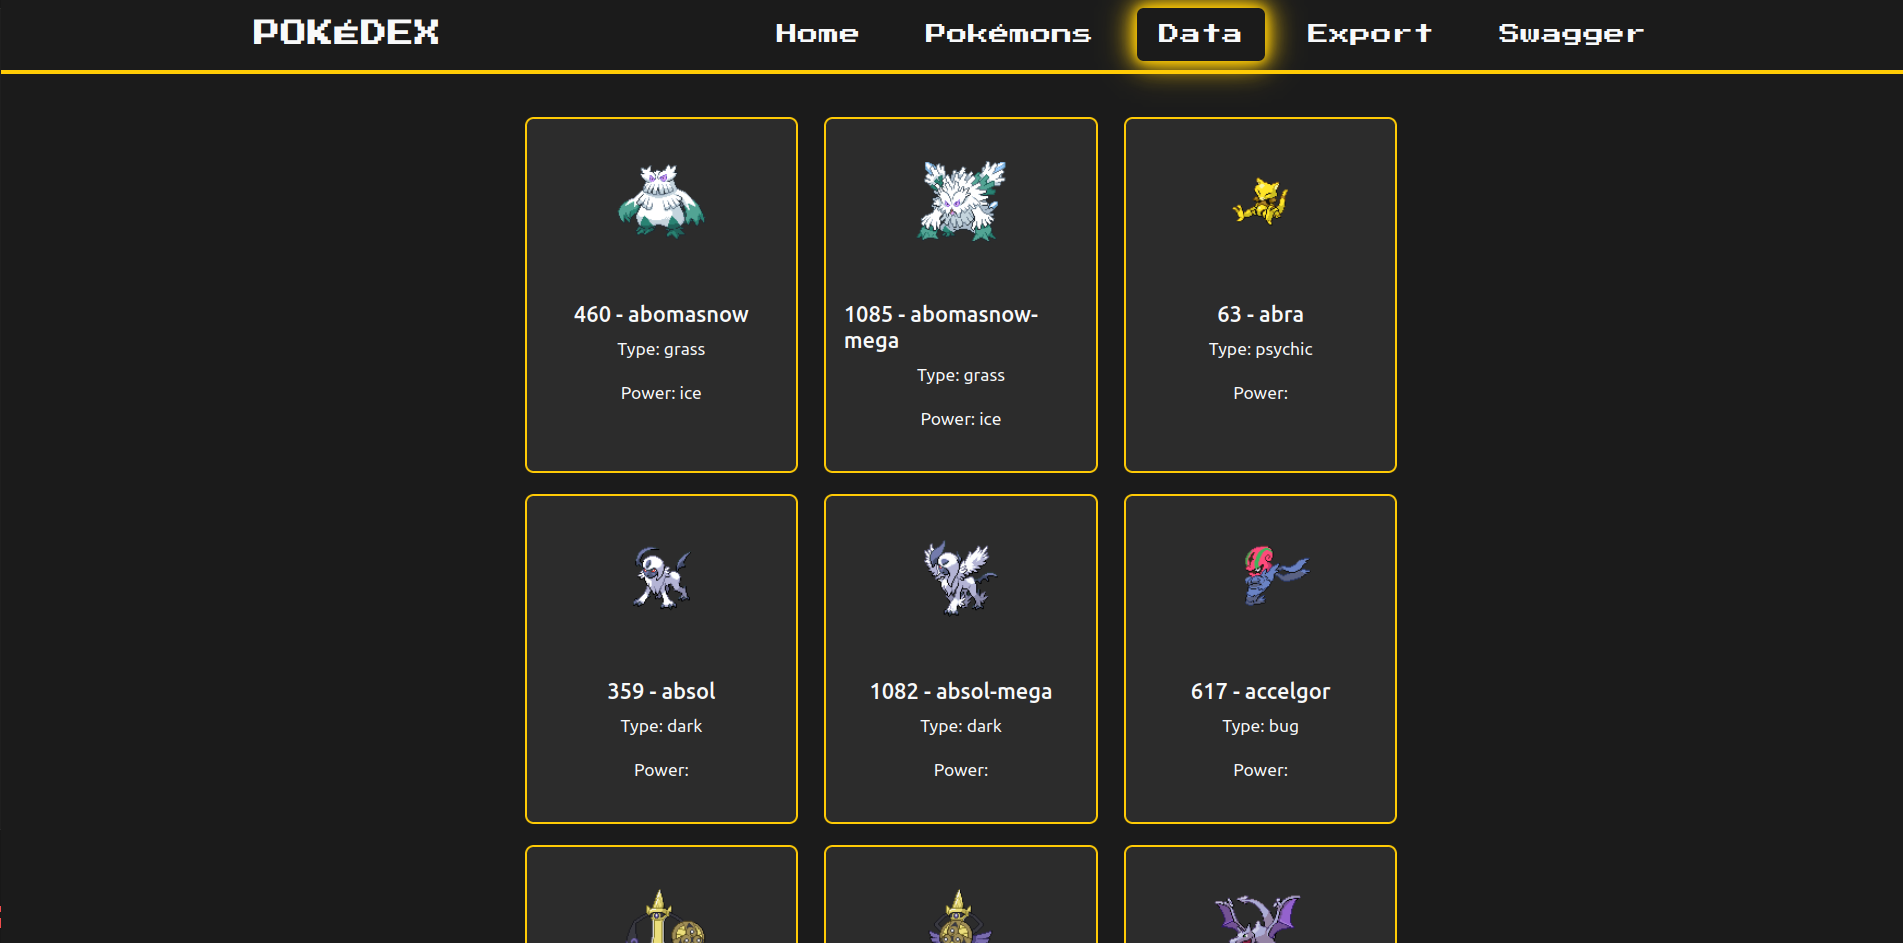 POKéDEX
Home
Pokémons
Data
Export
Swagger
460 - abomasnow
Type: grass
Power: ice
1085 - abomasnow-
mega
Type: grass
Power: ice
63 - abra
Type: psychic
Power:
359 - absol
Type: dark
Power:
1082 - absol-mega
Type: dark
Power:
617 - accelgor
Type: bug
Power: